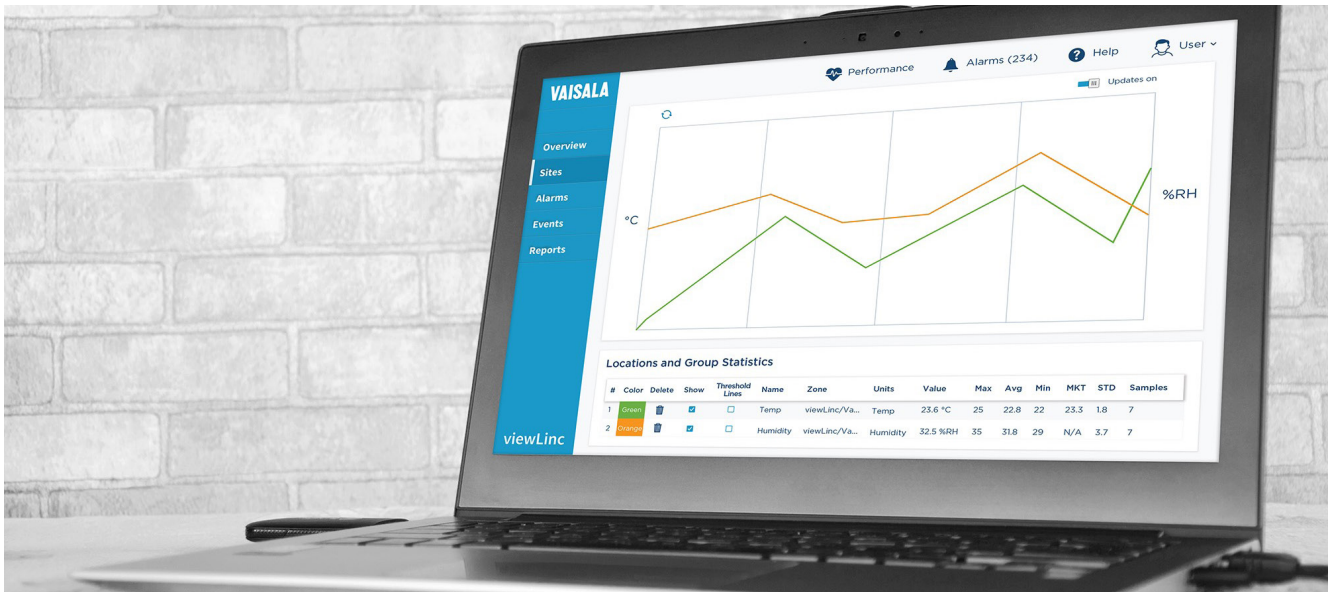 VAISALA
Performance
Alarms (234)
Help
User
Updates on
Overview
Sites
Alarms
Events
Reports
viewLinc
°C
%RH
Locations and Group Statistics
# Color Delete Show Threshold Lines Name Zone Units Value Max Avg Min MKT STD Samples
1 Green Temp viewLinc/Va... Temp 23.6 °C 25 22.8 22 23.3 1.8 7
2 Orange Humidity viewLinc/Va... Humidity 32.5 %RH 35 31.8 29 N/A 3.7 7